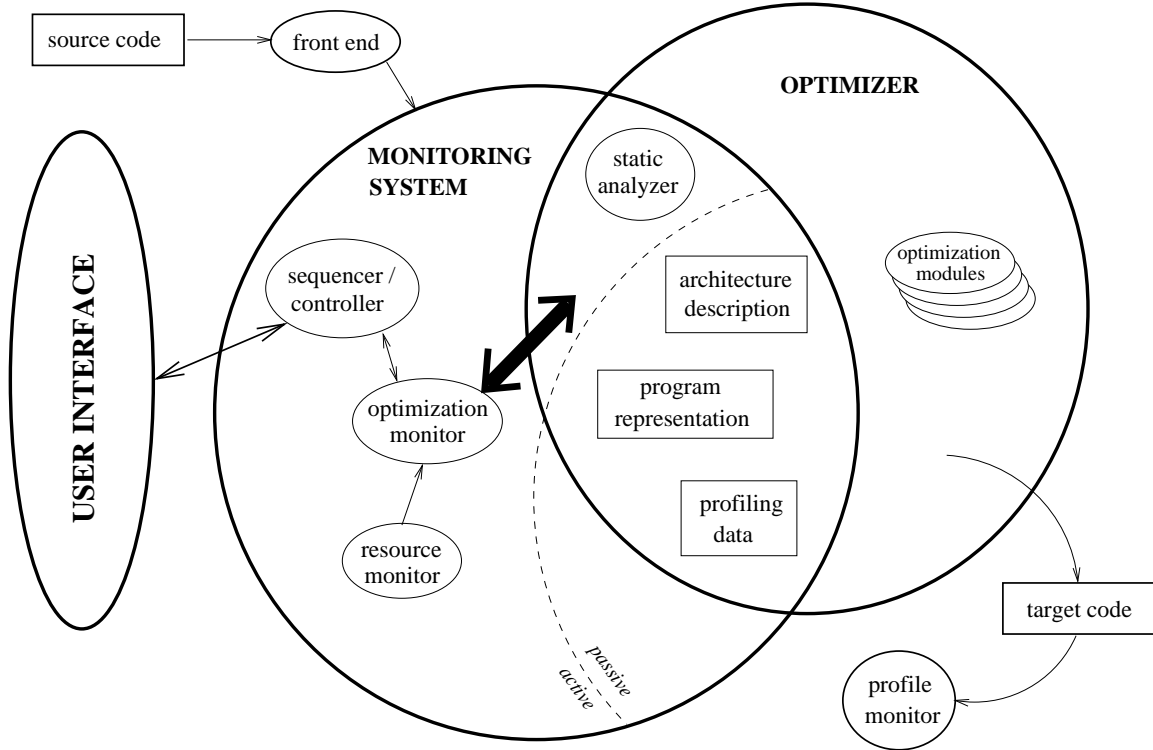 source code
front end
OPTIMIZER
MONITORING
SYSTEM
static
analyzer
USER INTERFACE
sequencer /
controller
architecture
description
optimization
modules
optimization
monitor
program
representation
resource
monitor
profiling
data
passive
active
target code
profile
monitor